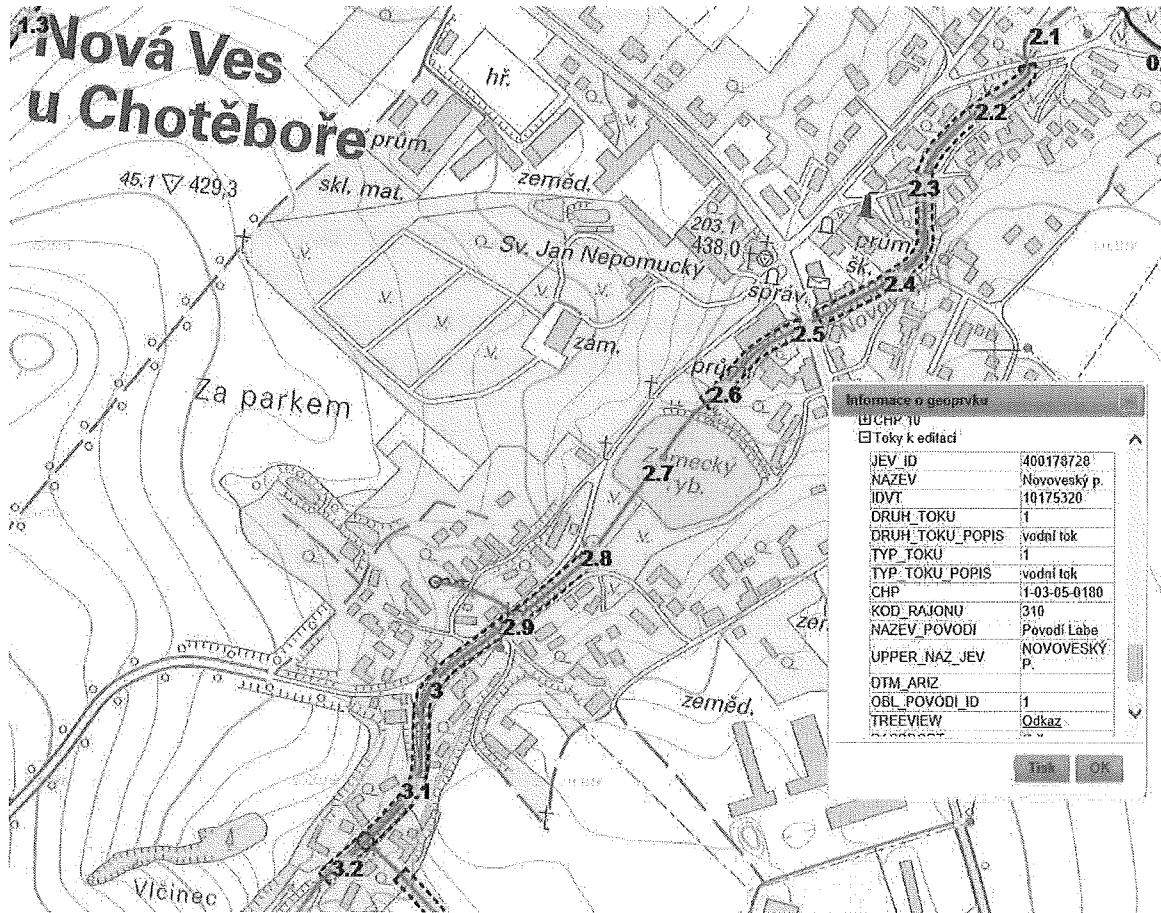 1.3
Nová Ves
u Chotěboře
hř.
prům.
skl. mat.
zeměd.
45.1 429,3
203.1
438,0
Sv. Jan Nepomucký
správ.
prům.
šk.
Novo
zám.
Za parkem
Zámecký
ryb.
zeměd.
Vlčinec
2.1
0.
2.2
2.3
2.4
2.5
2.6
2.7
2.8
2.9
3
3.1
3.2
Informace o geoprvku
CHP 10
Toky k editaci
JEV_ID 400178728
NAZEV Novoveský p.
IDVT 10175320
DRUH_TOKU 1
DRUH_TOKU_POPIS vodní tok
TYP_TOKU 1
TYP_TOKU_POPIS vodní tok
CHP 1-03-05-0180
KOD_RAJONU 310
NAZEV_POVODI Povodí Labe
UPPER_NAZ_JEV NOVOVESKÝ P.
OTM_ARIZ
OBL_POVODI_ID 1
TREEVIEW Odkaz
Tisk OK